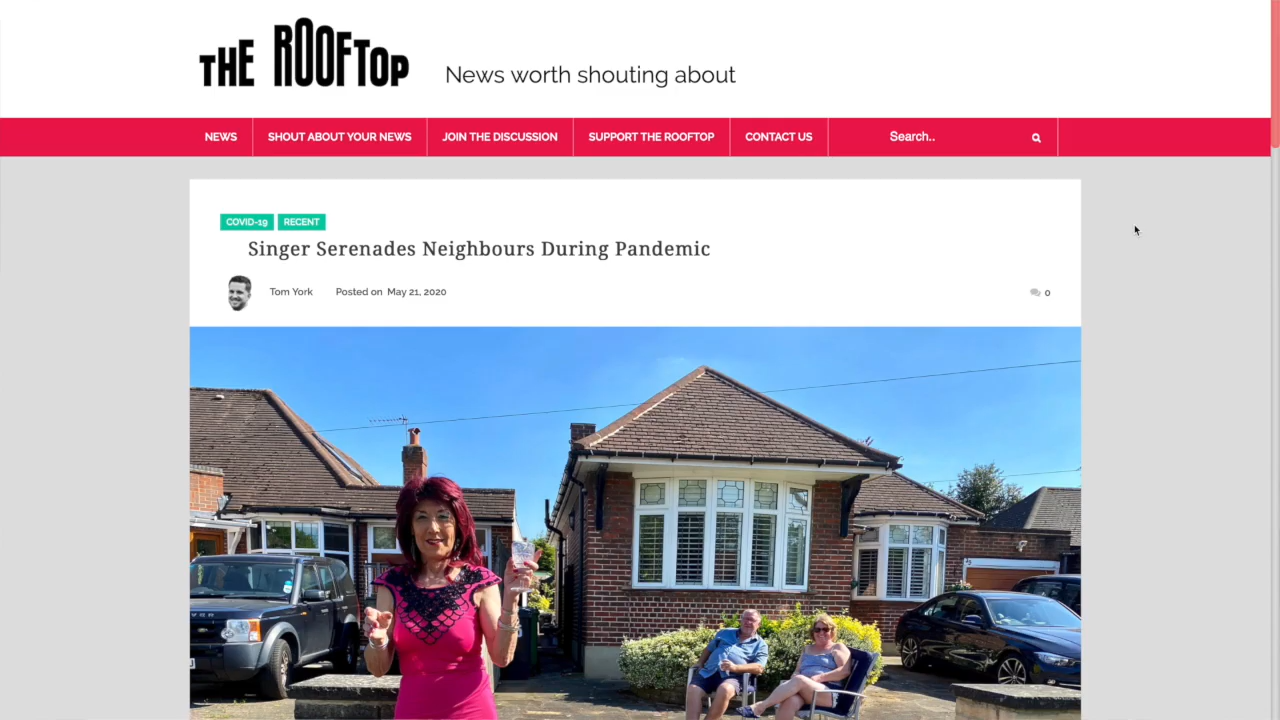 THE ROOFTOP
News worth shouting about
NEWS
SHOUT ABOUT YOUR NEWS
JOIN THE DISCUSSION
SUPPORT THE ROOFTOP
CONTACT US
Search..
COVID-19
RECENT
Singer Serenades Neighbours During Pandemic
Tom York
Posted on May 21, 2020
0